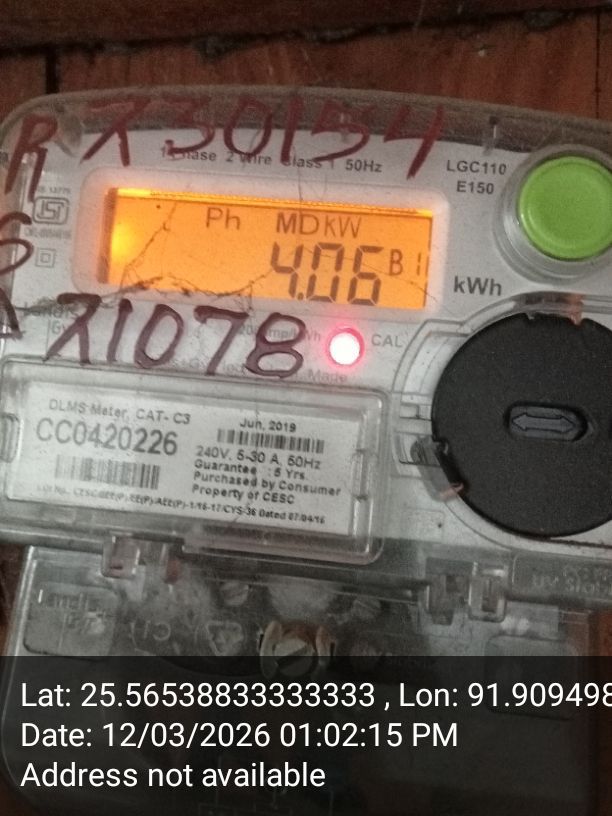 R X30154
1-Phase 2 Wire Class 1 50Hz
LGC110
E150
Ph MDKW
4.06 B1
kWh
X1078
CAL
Made
DLMS Meter, CAT- C3
CC0420226
Jun, 2019
240V, 5-30 A, 50Hz
Guarantee : 5 Yrs.
Purchased by Consumer
Property of CESC
Lat: 25.56538833333333 , Lon: 91.909498
Date: 12/03/2026 01:02:15 PM
Address not available